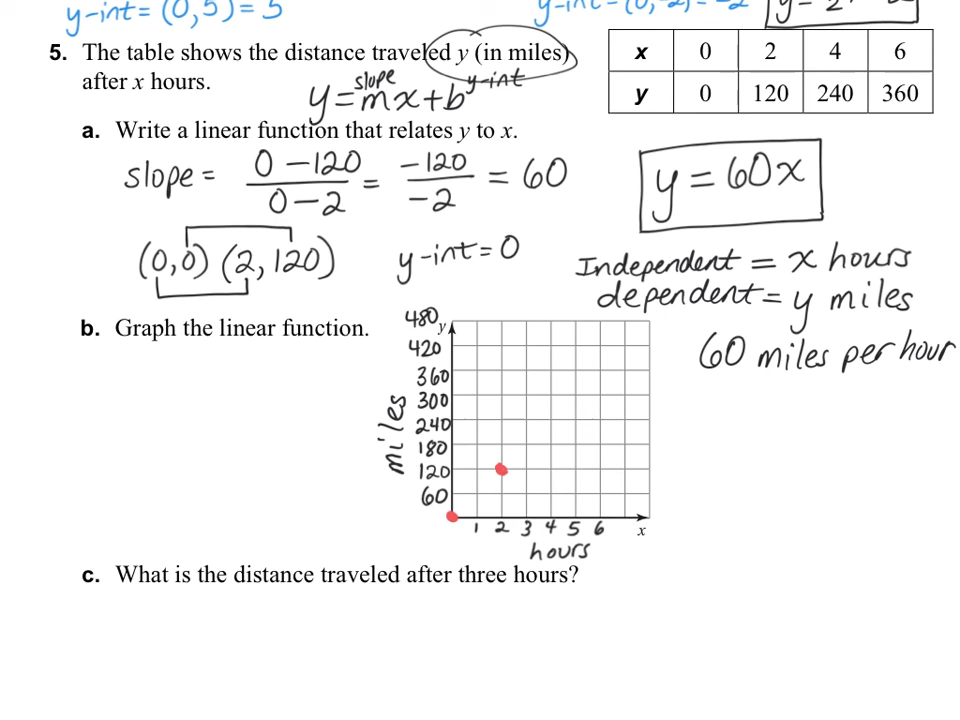 y-int = (0,5) = 5
5. The table shows the distance traveled y (in miles)
after x hours.
x 0 2 4 6
y 0 120 240 360
slope y-int
y = mx + b
a. Write a linear function that relates y to x.
slope = 0 - 120 / 0 - 2 = -120 / -2 = 60
y = 60x
(0,0) (2,120) y-int = 0
Independent = x hours
dependent = y miles
60 miles per hour
b. Graph the linear function.
480 y
420
360
300
240
180
120
60
miles
1 2 3 4 5 6 x
hours
c. What is the distance traveled after three hours?